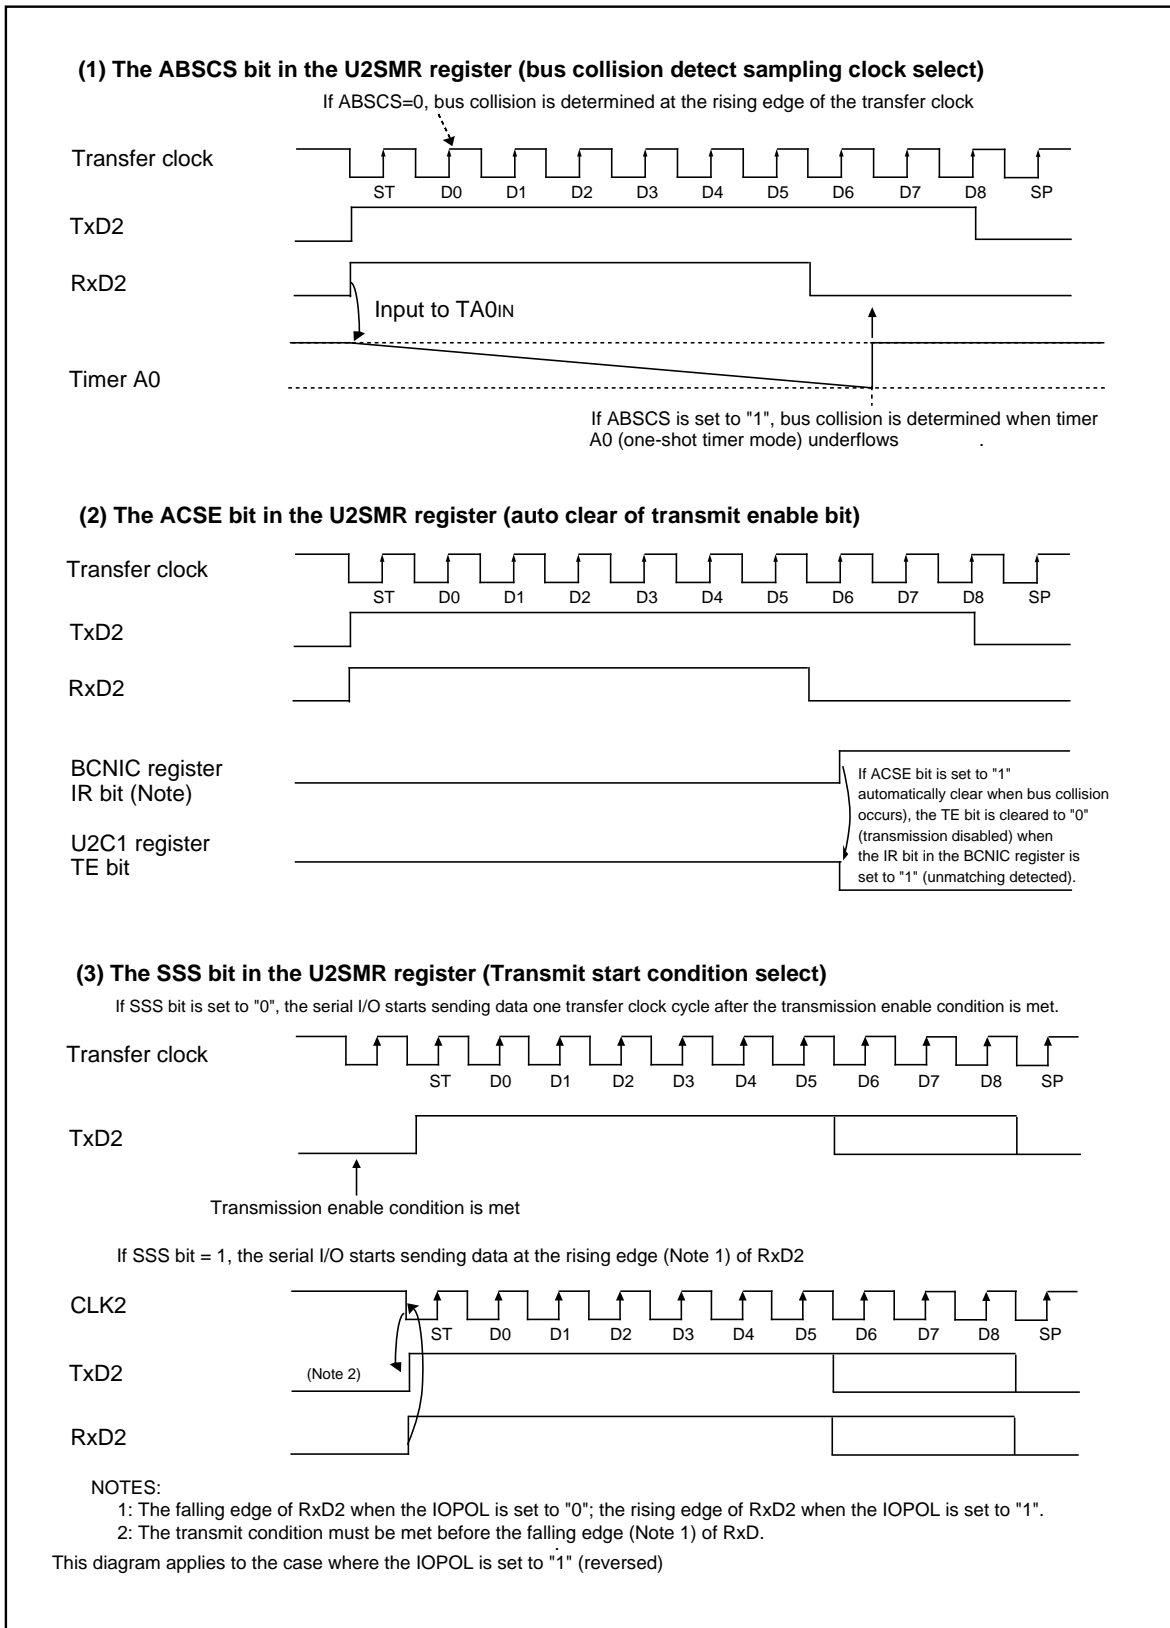 (1) The ABSCS bit in the U2SMR register (bus collision detect sampling clock select)
If ABSCS=0, bus collision is determined at the rising edge of the transfer clock
Transfer clock
ST D0 D1 D2 D3 D4 D5 D6 D7 D8 SP
TxD2
RxD2
Input to TA0IN
Timer A0
If ABSCS is set to "1", bus collision is determined when timer
A0 (one-shot timer mode) underflows .
(2) The ACSE bit in the U2SMR register (auto clear of transmit enable bit)
Transfer clock
ST D0 D1 D2 D3 D4 D5 D6 D7 D8 SP
TxD2
RxD2
BCNIC register
IR bit (Note)
U2C1 register
TE bit
If ACSE bit is set to "1"
automatically clear when bus collision
occurs), the TE bit is cleared to "0"
(transmission disabled) when
the IR bit in the BCNIC register is
set to "1" (unmatching detected).
(3) The SSS bit in the U2SMR register (Transmit start condition select)
If SSS bit is set to "0", the serial I/O starts sending data one transfer clock cycle after the transmission enable condition is met.
Transfer clock
ST D0 D1 D2 D3 D4 D5 D6 D7 D8 SP
TxD2
Transmission enable condition is met
If SSS bit = 1, the serial I/O starts sending data at the rising edge (Note 1) of RxD2
CLK2
ST D0 D1 D2 D3 D4 D5 D6 D7 D8 SP
TxD2
(Note 2)
RxD2
NOTES:
1: The falling edge of RxD2 when the IOPOL is set to "0"; the rising edge of RxD2 when the IOPOL is set to "1".
2: The transmit condition must be met before the falling edge (Note 1) of RxD.
.
This diagram applies to the case where the IOPOL is set to "1" (reversed)